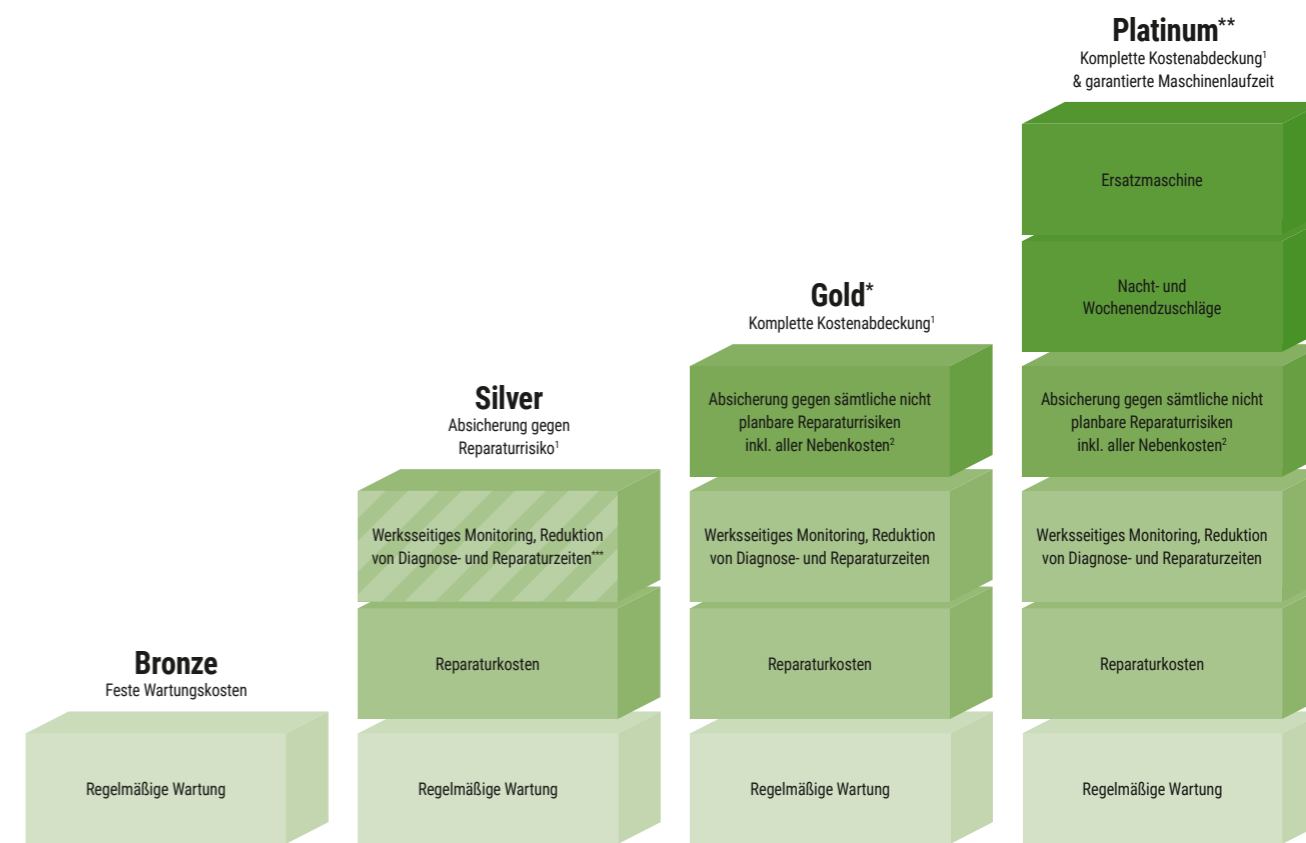 Platinum**
Komplette Kostenabdeckung¹
& garantierte Maschinenlaufzeit
Ersatzmaschine
Nacht- und
Wochenendzuschläge
Absicherung gegen sämtliche nicht
planbare Reparaturrisiken
inkl. aller Nebenkosten²
Werksseitiges Monitoring, Reduktion
von Diagnose- und Reparaturzeiten
Reparaturkosten
Regelmäßige Wartung
Gold*
Komplette Kostenabdeckung¹
Absicherung gegen sämtliche nicht
planbare Reparaturrisiken
inkl. aller Nebenkosten²
Werksseitiges Monitoring, Reduktion
von Diagnose- und Reparaturzeiten
Reparaturkosten
Regelmäßige Wartung
Silver
Absicherung gegen
Reparaturrisiko¹
Werksseitiges Monitoring, Reduktion
von Diagnose- und Reparaturzeiten***
Reparaturkosten
Regelmäßige Wartung
Bronze
Feste Wartungskosten
Regelmäßige Wartung